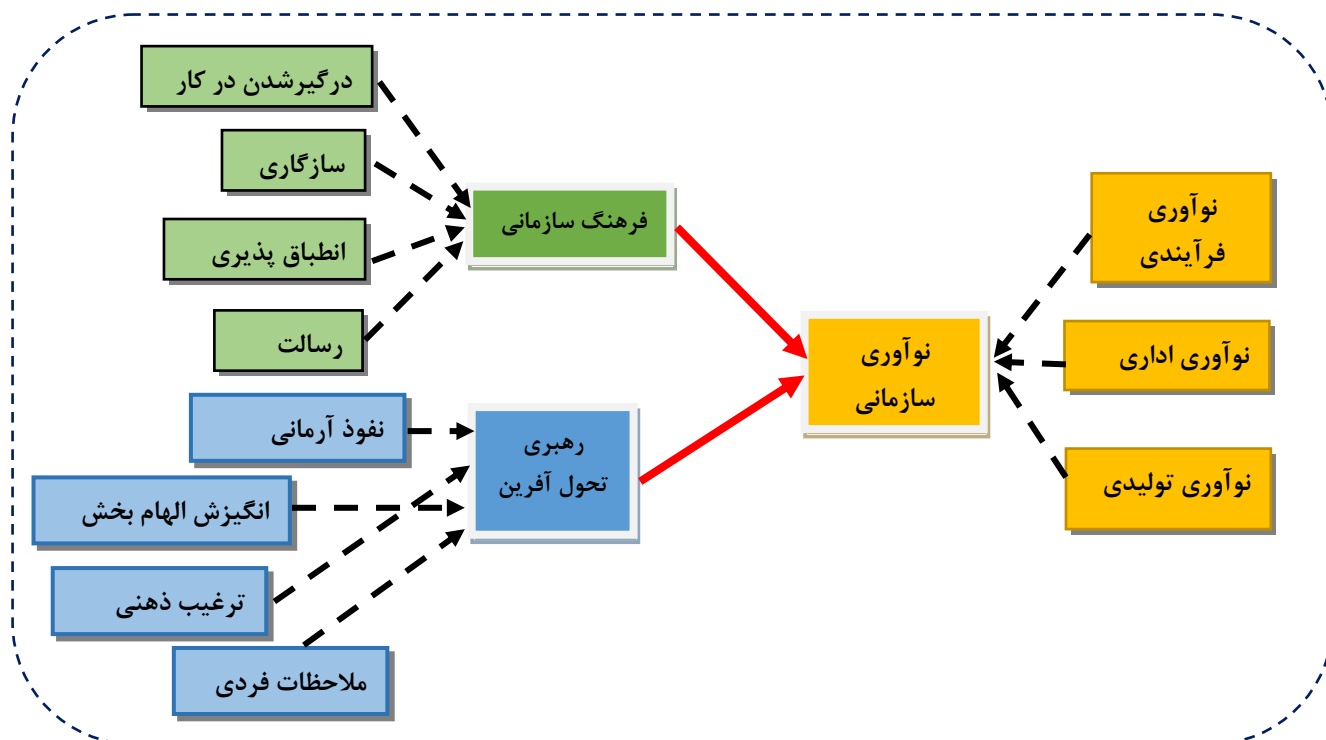 درگیرشدن در کار
سازگاری
انطباق پذیری
رسالت
فرهنگ سازمانی
نفوذ آرمانی
انگیزش الهام بخش
ترغیب ذهنی
ملاحظات فردی
رهبری
تحول آفرین
نوآوری
سازمانی
نوآوری
فرآیندی
نوآوری اداری
نوآوری تولیدی